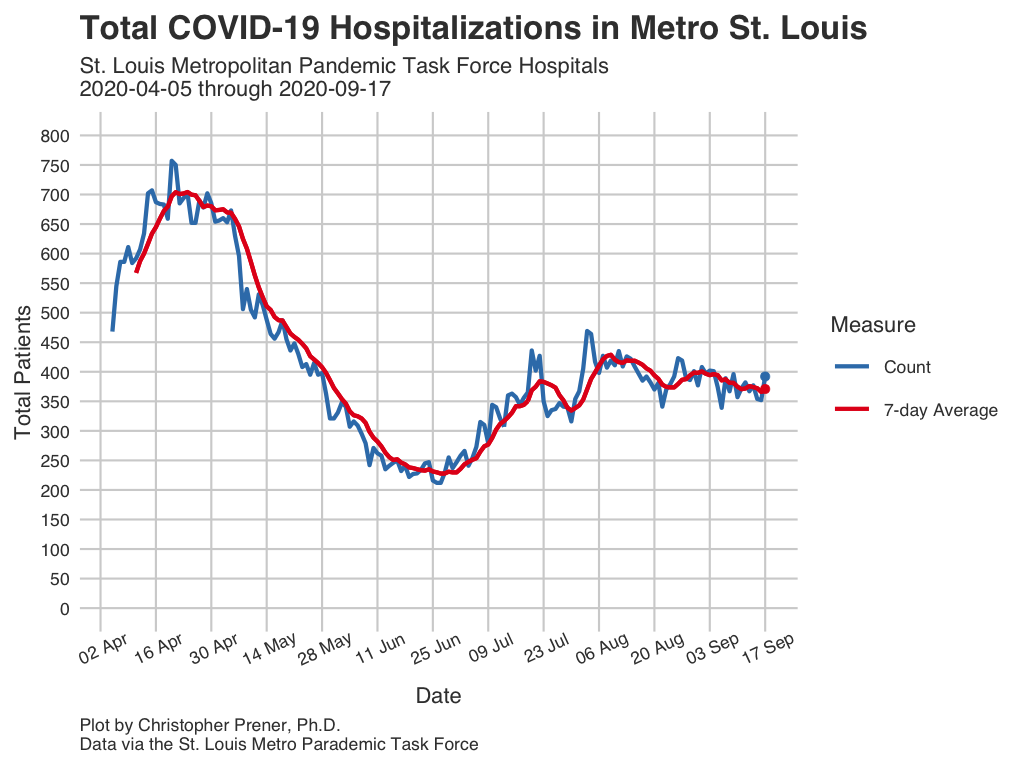 Total COVID-19 Hospitalizations in Metro St. Louis
St. Louis Metropolitan Pandemic Task Force Hospitals
2020-04-05 through 2020-09-17
800
750
700
650
600
550
500
450
400
350
300
250
200
150
100
50
0
Total Patients
02 Apr
16 Apr
30 Apr
14 May
28 May
11 Jun
25 Jun
09 Jul
23 Jul
06 Aug
20 Aug
03 Sep
17 Sep
Date
Measure
Count
7-day Average
Plot by Christopher Prener, Ph.D.
Data via the St. Louis Metro Parademic Task Force